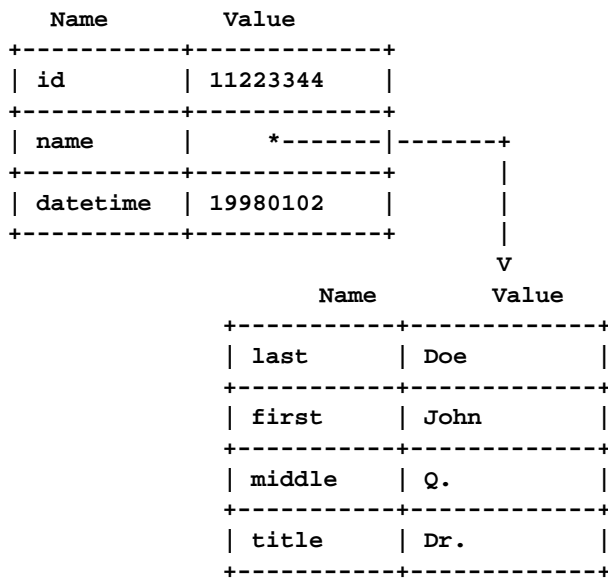 Name Value
+-----------+-------------+
| id | 11223344 |
+-----------+-------------+
| name | *-------|-------+
+-----------+-------------+ |
| datetime | 19980102 | |
+-----------+-------------+ |
V
Name Value
+-----------+-------------+
| last | Doe |
+-----------+-------------+
| first | John |
+-----------+-------------+
| middle | Q. |
+-----------+-------------+
| title | Dr. |
+-----------+-------------+